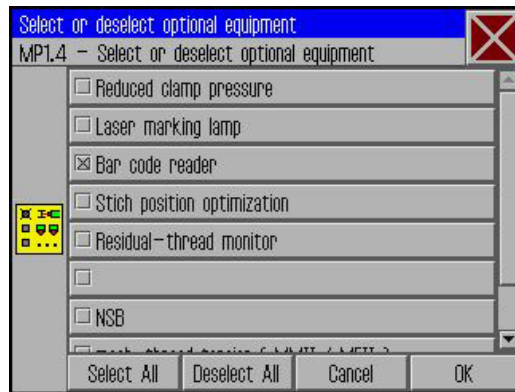 Select or deselect optional equipment
MP1.4 - Select or deselect optional equipment
Reduced clamp pressure
Laser marking lamp
Bar code reader
Stich position optimization
Residual-thread monitor
NSB
Select All
Deselect All
Cancel
OK